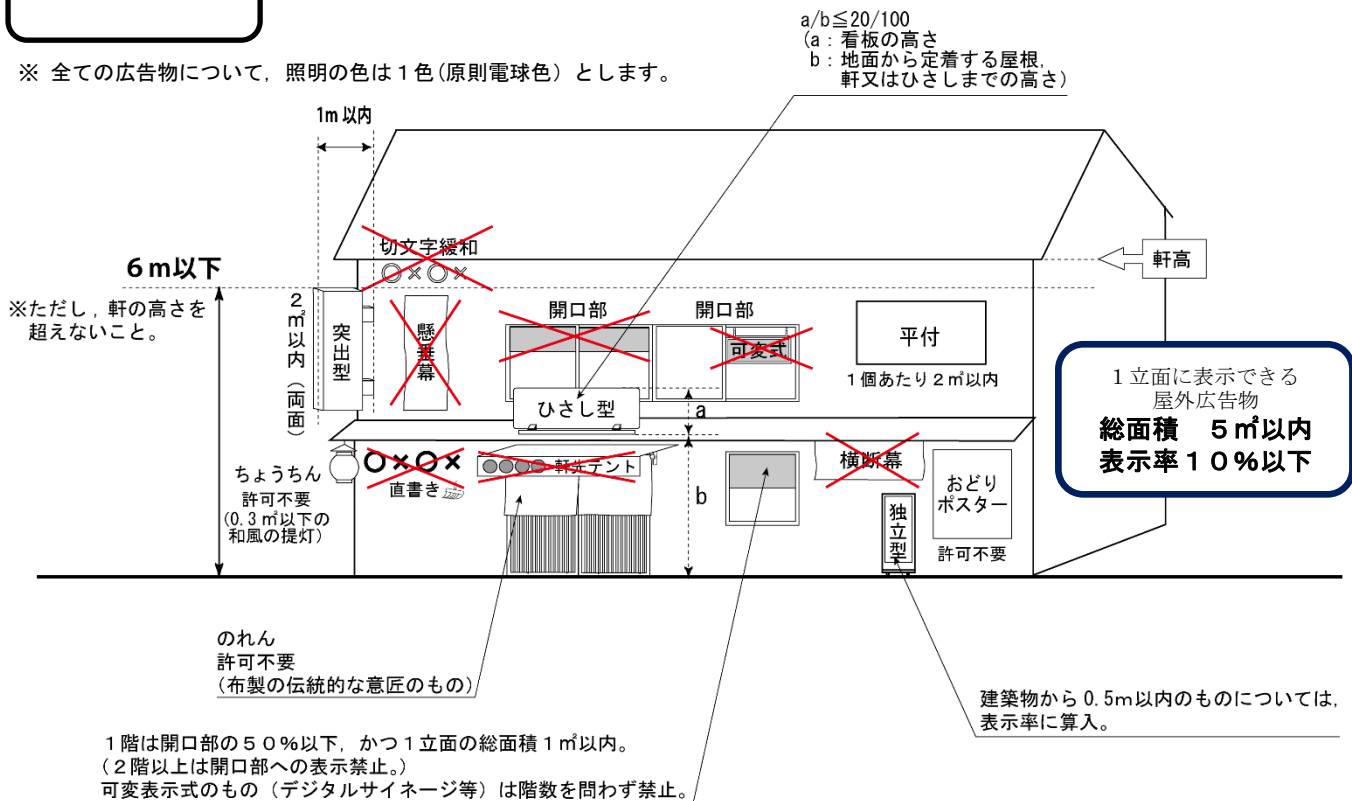 a/b≦20/100
(a：看板の高さ
b：地面から定着する屋根，
軒又はひさしまでの高さ)
※ 全ての広告物について，照明の色は１色(原則電球色) とします。
1m以内
切文字緩和
○×○×
軒高
６ｍ以下
※ただし，軒の高さを
超えないこと。
２㎡以内（両面）
突出型
懸垂幕
開口部
開口部
可変式
平付
１個あたり２㎡以内
ひさし型
a
１立面に表示できる
屋外広告物
総面積　５㎡以内
表示率１０％以下
ちょうちん
許可不要
(0.3㎡以下の
和風の提灯)
○×○×
直書き
軒先テント
b
横断幕
独立型
おどり
ポスター
許可不要
のれん
許可不要
(布製の伝統的な意匠のもの)
建築物から 0.5m以内のものについては，
表示率に算入。
１階は開口部の５０％以下，かつ１立面の総面積１㎡以内。
(２階以上は開口部への表示禁止。)
可変表示式のもの（デジタルサイネージ等）は階数を問わず禁止。